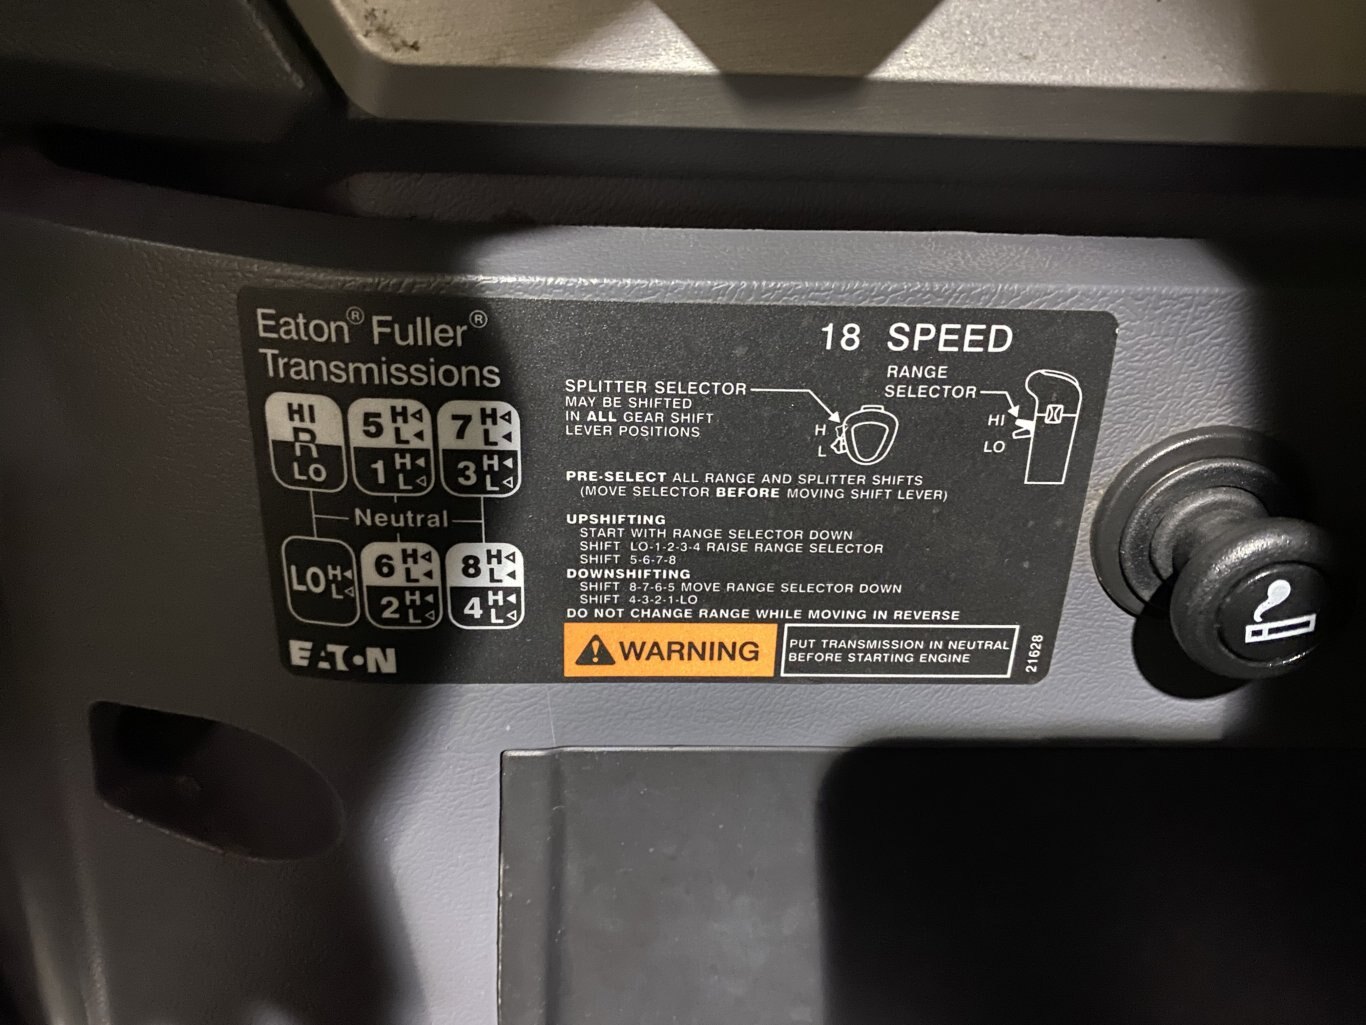 Eaton® Fuller®
Transmissions
HI
R
LO
5 H L
1 H L
7 H L
3 H L
Neutral
LO H L
6 H L
2 H L
8 H L
4 H L
EATON
18 SPEED
SPLITTER SELECTOR
MAY BE SHIFTED
IN ALL GEAR SHIFT
LEVER POSITIONS
H
L
RANGE
SELECTOR
HI
LO
PRE-SELECT ALL RANGE AND SPLITTER SHIFTS
(MOVE SELECTOR BEFORE MOVING SHIFT LEVER)
UPSHIFTING
START WITH RANGE SELECTOR DOWN
SHIFT LO-1-2-3-4 RAISE RANGE SELECTOR
SHIFT 5-6-7-8
DOWNSHIFTING
SHIFT 8-7-6-5 MOVE RANGE SELECTOR DOWN
SHIFT 4-3-2-1-LO
DO NOT CHANGE RANGE WHILE MOVING IN REVERSE
WARNING
PUT TRANSMISSION IN NEUTRAL
BEFORE STARTING ENGINE
21628